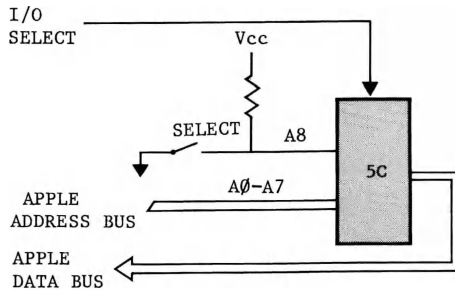 I/O
SELECT
Vcc
SELECT
A8
5C
AØ-A7
APPLE
ADDRESS BUS
APPLE
DATA BUS